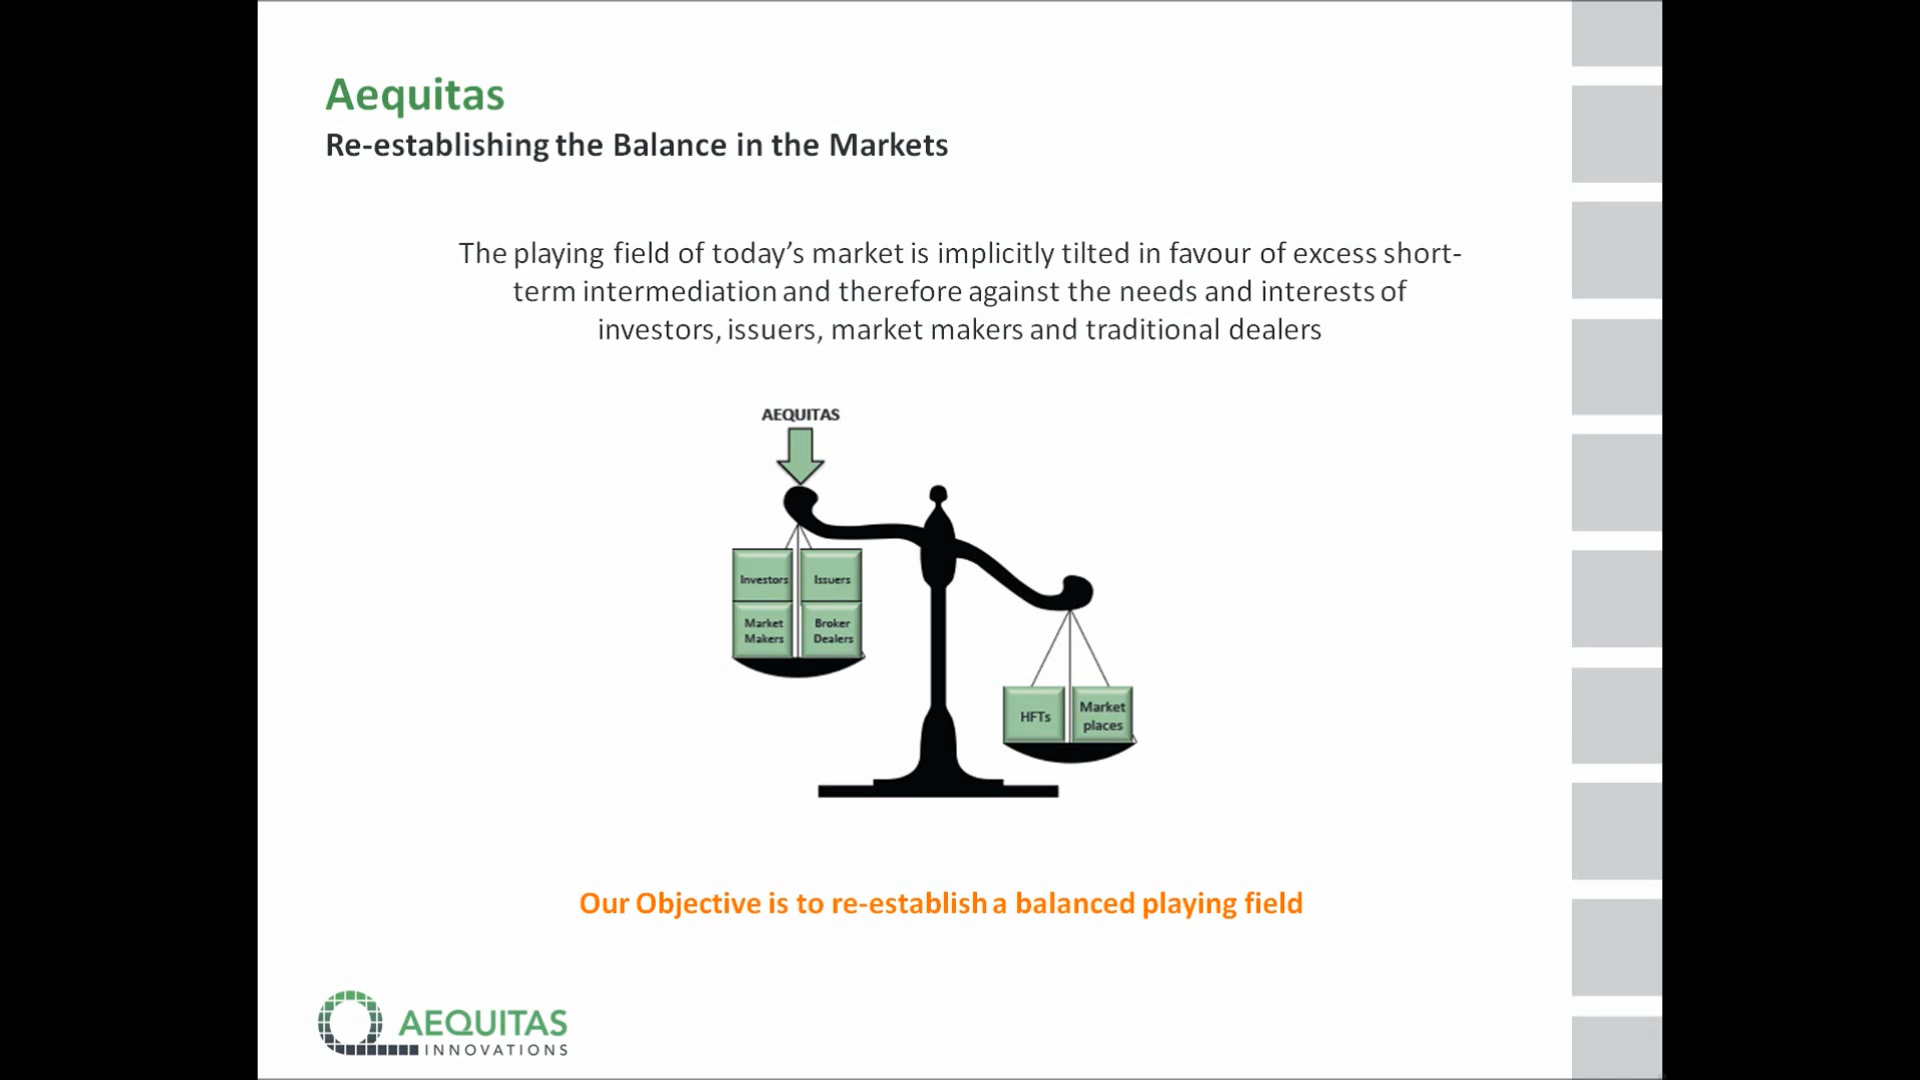 Aequitas
Re-establishing the Balance in the Markets
The playing field of today’s market is implicitly tilted in favour of excess short-
term intermediation and therefore against the needs and interests of
investors, issuers, market makers and traditional dealers
AEQUITAS
Investors
Issuers
Market
Makers
Broker
Dealers
HFTs
Market
places
Our Objective is to re-establish a balanced playing field
AEQUITAS
INNOVATIONS